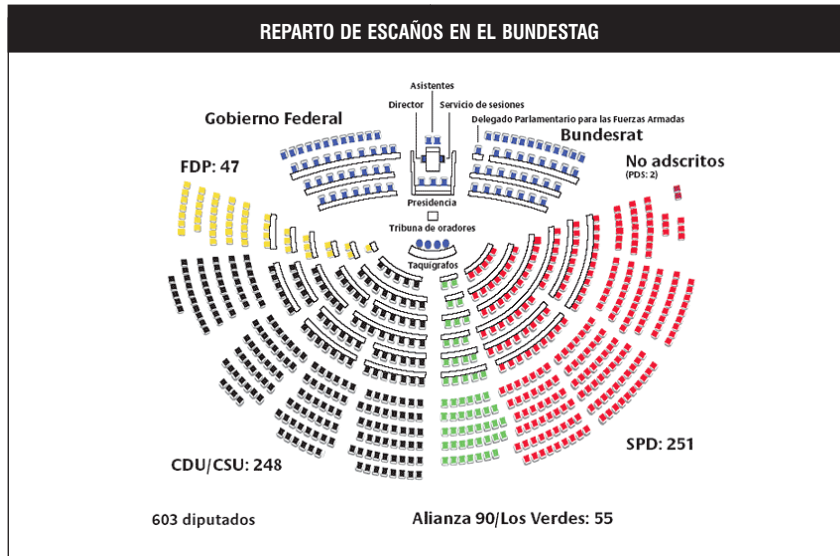 REPARTO DE ESCAÑOS EN EL BUNDESTAG
Asistentes
Director
Servicio de sesiones
Gobierno Federal
Delegado Parlamentario para las Fuerzas Armadas
Bundesrat
FDP: 47
No adscritos
(PDS: 2)
Presidencia
Tribuna de oradores
Taquígrafos
CDU/CSU: 248
SPD: 251
603 diputados
Alianza 90/Los Verdes: 55